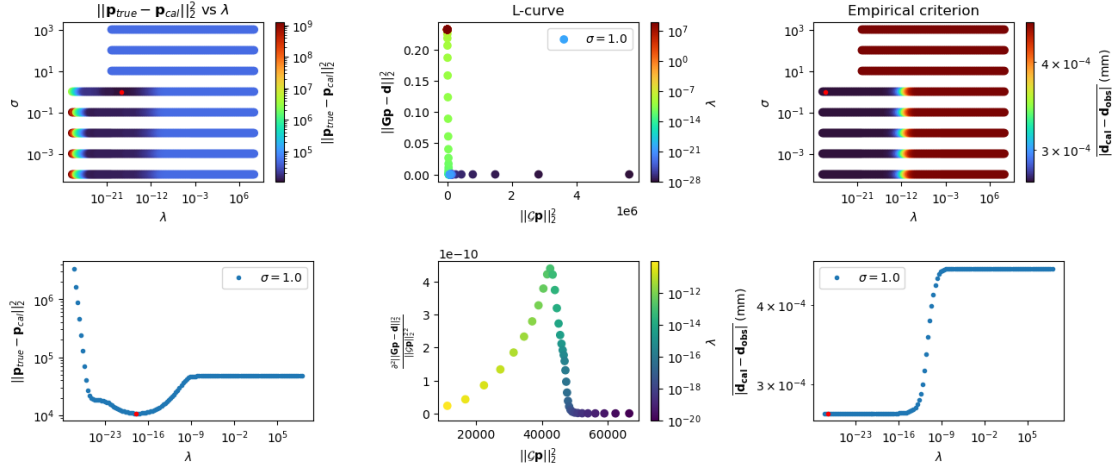 ||p_true − p_cal||₂² vs λ
σ
10³
10¹
10⁻¹
10⁻³
10⁻²¹ 10⁻¹² 10⁻³ 10⁶
λ
10⁹
10⁸
10⁷
10⁶
10⁵
||p_true − p_cal||₂²
L-curve
||Gp − d||₂²
0.20
0.15
0.10
0.05
0.00
σ = 1.0
0 2 4
1e6
||𝒢p||₂²
10⁷
10⁰
10⁻⁷
10⁻¹⁴
10⁻²¹
10⁻²⁸
λ
Empirical criterion
σ
10³
10¹
10⁻¹
10⁻³
10⁻²¹ 10⁻¹² 10⁻³ 10⁶
λ
4 × 10⁻⁴
3 × 10⁻⁴
|d_cal − d_obs| (mm)
||p_true − p_cal||₂²
10⁶
10⁵
10⁴
σ = 1.0
10⁻²³ 10⁻¹⁶ 10⁻⁹ 10⁻² 10⁵
λ
1e−10
∂²||Gp − d||₂² / ||𝒢p||₂²²
4
3
2
1
0
20000 40000 60000
||𝒢p||₂²
10⁻¹²
10⁻¹⁴
10⁻¹⁶
10⁻¹⁸
10⁻²⁰
λ
|d_cal − d_obs| (mm)
4 × 10⁻⁴
3 × 10⁻⁴
σ = 1.0
10⁻²³ 10⁻¹⁶ 10⁻⁹ 10⁻² 10⁵
λ